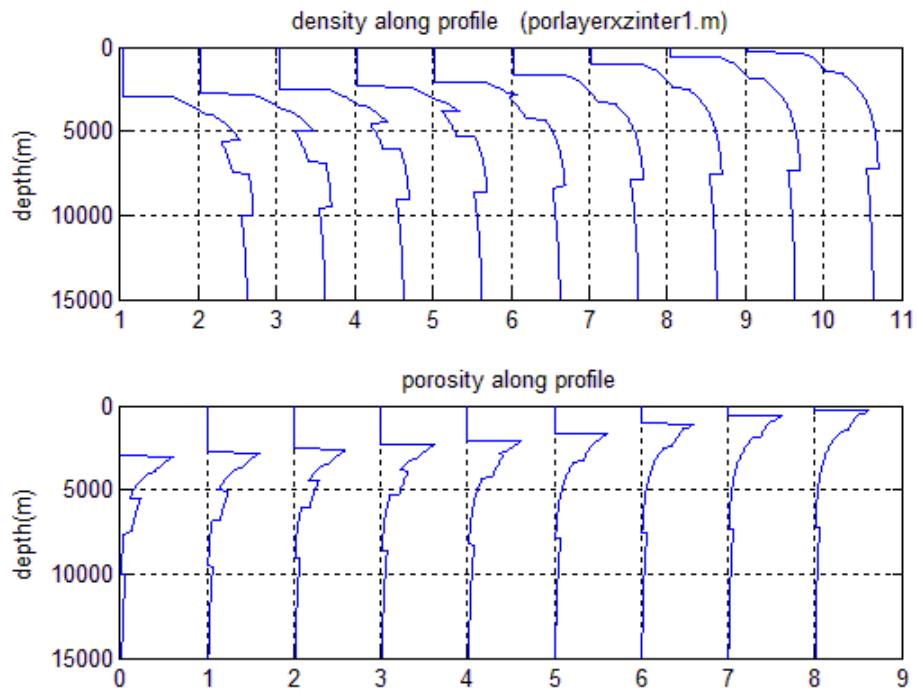 density along profile (porlayerxzinter1.m)
0
5000
10000
15000
depth(m)
1 2 3 4 5 6 7 8 9 10 11
porosity along profile
0
5000
10000
15000
depth(m)
0 1 2 3 4 5 6 7 8 9